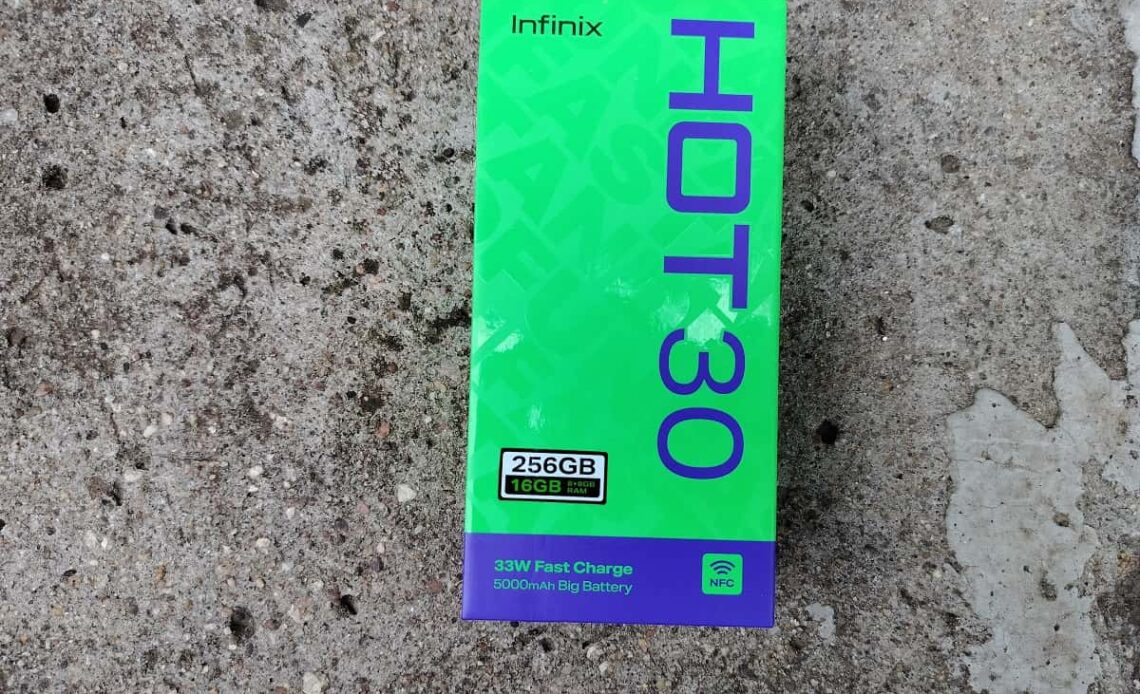 Infinix
HOT 30
256GB
16GB 8+8GB
RAM
33W Fast Charge
5000mAh Big Battery
NFC